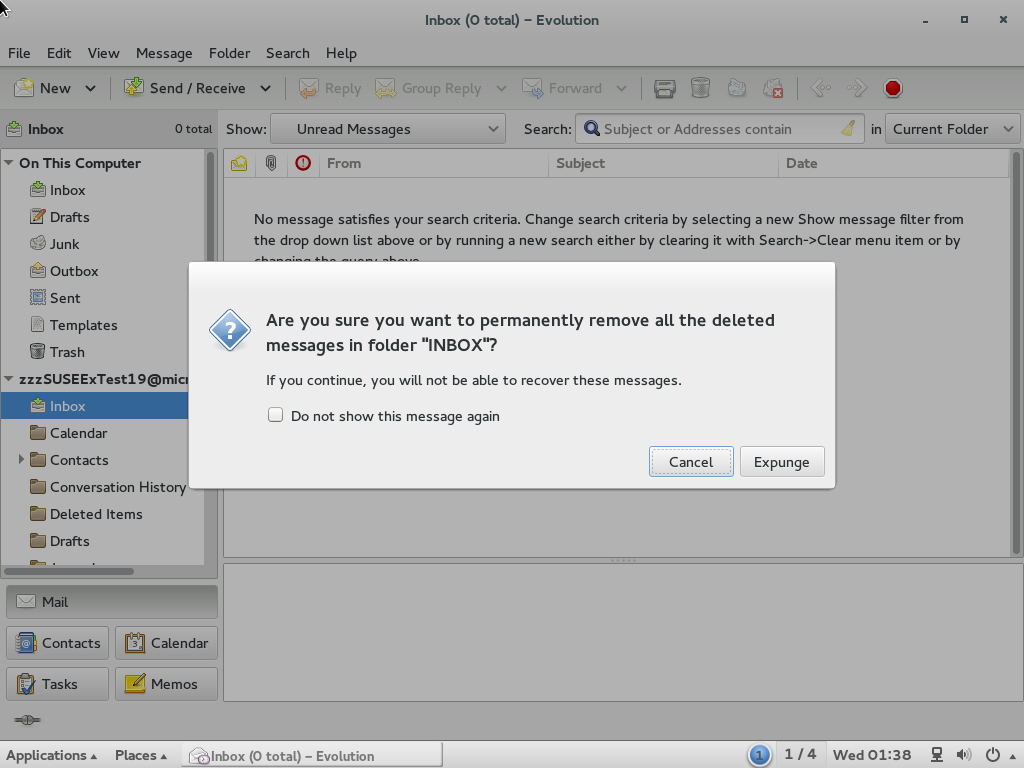 Inbox (0 total) – Evolution
File Edit View Message Folder Search Help
New Send / Receive Reply Group Reply Forward
Inbox 0 total Show: Unread Messages Search: Subject or Addresses contain in Current Folder
From Subject Date
On This Computer
Inbox
Drafts
Junk
Outbox
Sent
Templates
Trash
zzzSUSEExTest19@micr
Inbox
Calendar
Contacts
Conversation History
Deleted Items
Drafts
No message satisfies your search criteria. Change search criteria by selecting a new Show message filter from
the drop down list above or by running a new search either by clearing it with Search->Clear menu item or by
changing the query above.
Are you sure you want to permanently remove all the deleted
messages in folder "INBOX"?
If you continue, you will not be able to recover these messages.
Do not show this message again
Cancel Expunge
Mail
Contacts Calendar
3
Tasks Memos
Applications Places Inbox (0 total) – Evolution 1 1 / 4 Wed 01:38